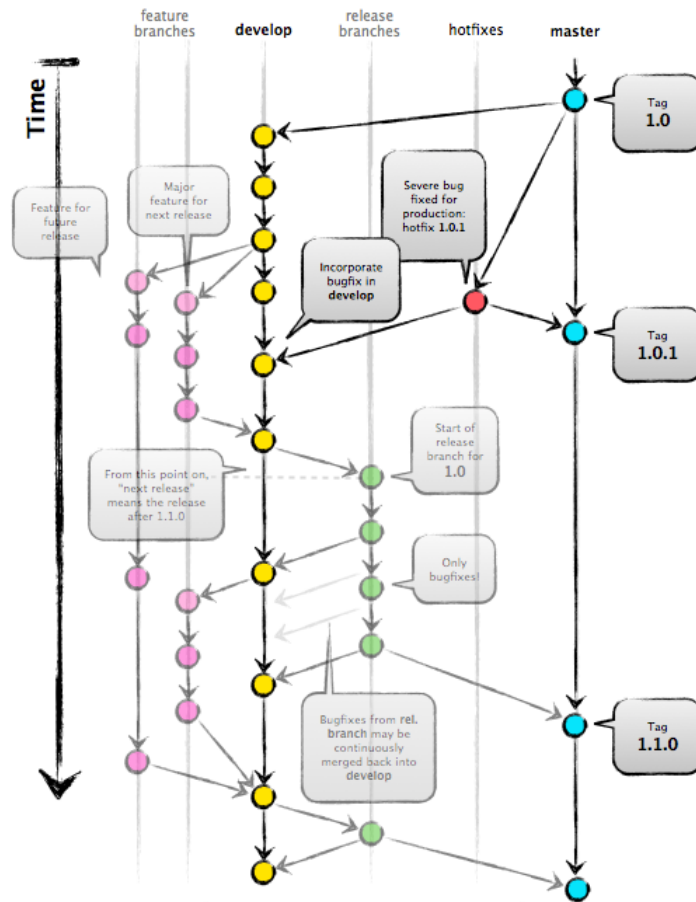 feature
branches
develop
release
branches
hotfixes
master
Time
Tag
1.0
Feature for
future
release
Major
feature for
next release
Severe bug
fixed for
production:
hotfix 1.0.1
Incorporate
bugfix in
develop
Tag
1.0.1
Start of
release
branch for
1.0
From this point on,
"next release"
means the release
after 1.1.0
Only
bugfixes!
Bugfixes from rel.
branch may be
continuously
merged back into
develop
Tag
1.1.0